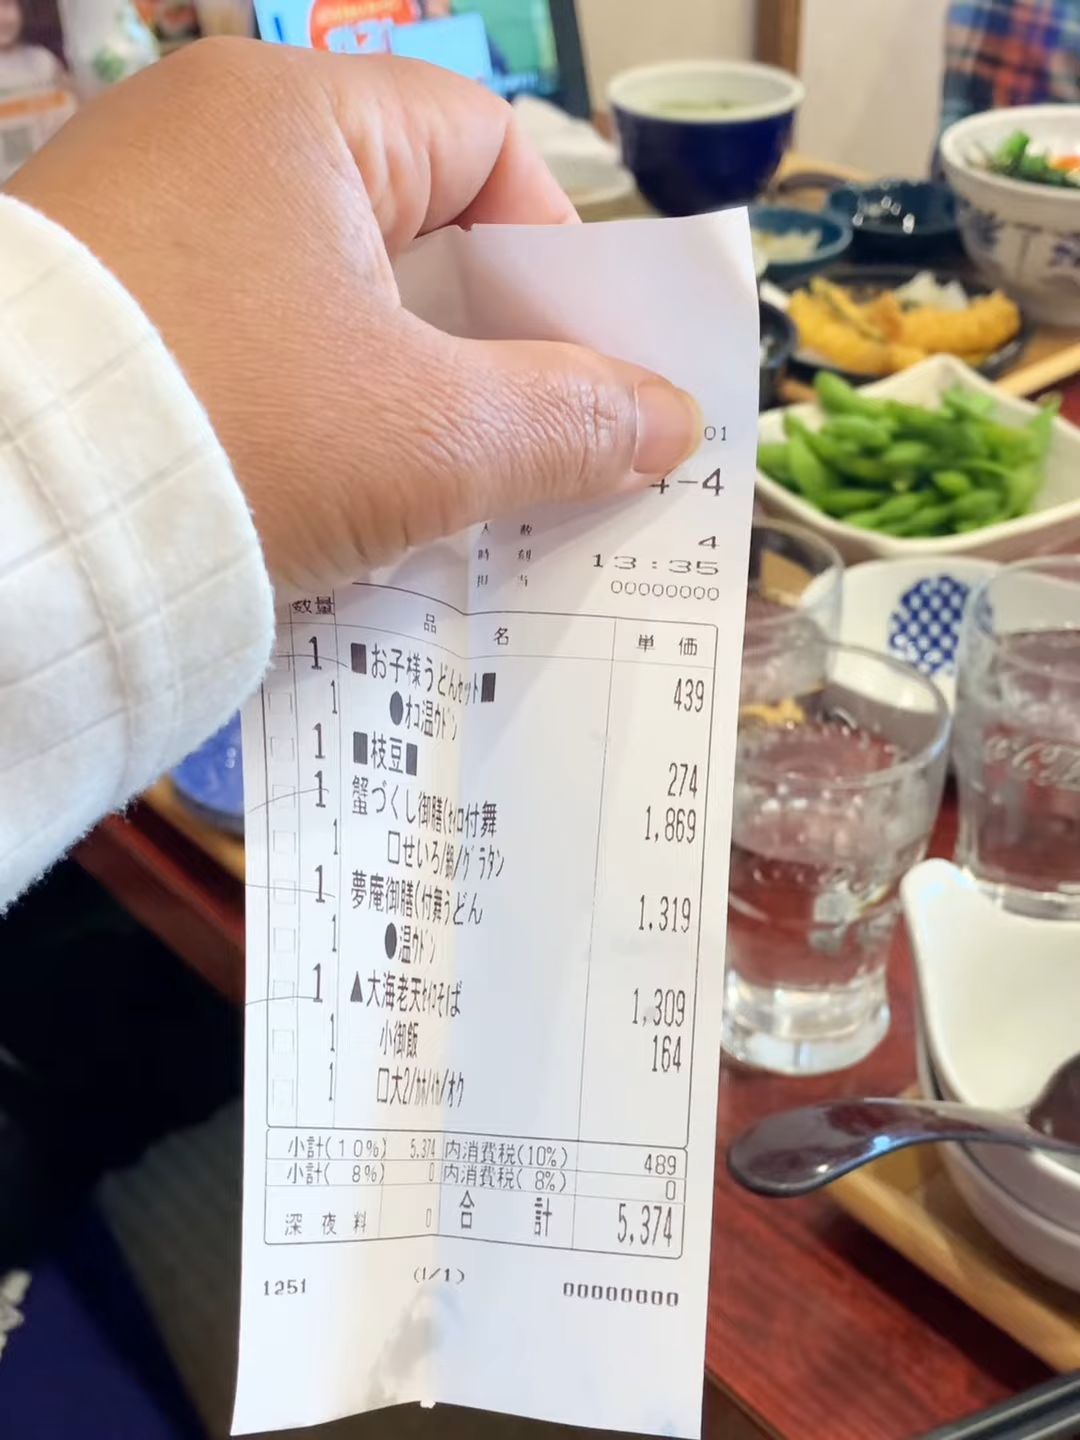 01
4-4
人 数 4
時 刻 13:35
担 当 00000000
数量 品 名 単 価
1 ■お子様うどんセット■ 439
1 ●オコ温ウドン
1 ■枝豆■ 274
1 蟹づくし御膳(セイロ付舞 1,869
1 □せいろ/鍋/グラタン
1 夢庵御膳(付舞うどん 1,319
1 ●温ウドン
1 ▲大海老天セイロそば 1,309
1 小御飯 164
1 □大2/カホ/イカ/オク
小計(10%) 5,374 内消費税(10%) 489
小計( 8%) 0 内消費税( 8%) 0
深 夜 料 0 合 計 5,374
1251 (1/1) 00000000